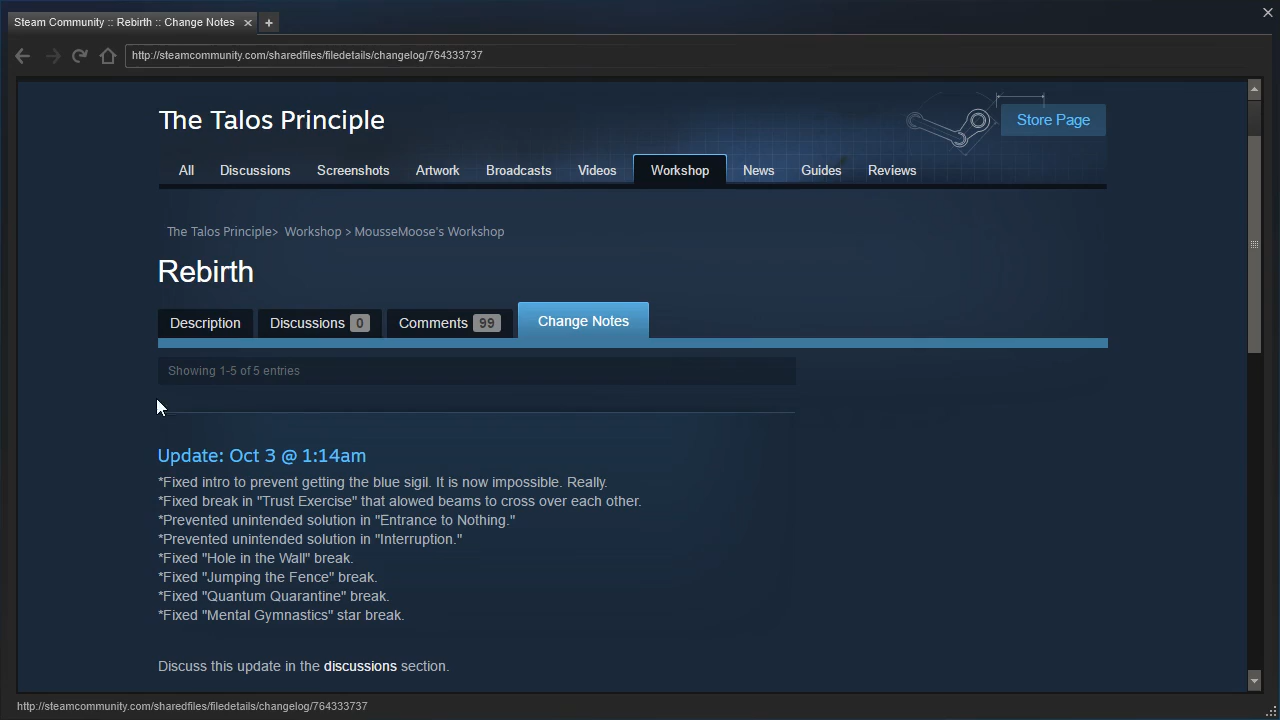 Steam Community :: Rebirth :: Change Notes
http://steamcommunity.com/sharedfiles/filedetails/changelog/764333737
The Talos Principle
Store Page
All Discussions Screenshots Artwork Broadcasts Videos Workshop News Guides Reviews
The Talos Principle> Workshop > MousseMoose's Workshop
Rebirth
Description Discussions 0 Comments 99 Change Notes
Showing 1-5 of 5 entries
Update: Oct 3 @ 1:14am
*Fixed intro to prevent getting the blue sigil. It is now impossible. Really.
*Fixed break in "Trust Exercise" that alowed beams to cross over each other.
*Prevented unintended solution in "Entrance to Nothing."
*Prevented unintended solution in "Interruption."
*Fixed "Hole in the Wall" break.
*Fixed "Jumping the Fence" break.
*Fixed "Quantum Quarantine" break.
*Fixed "Mental Gymnastics" star break.
Discuss this update in the discussions section.
http://steamcommunity.com/sharedfiles/filedetails/changelog/764333737